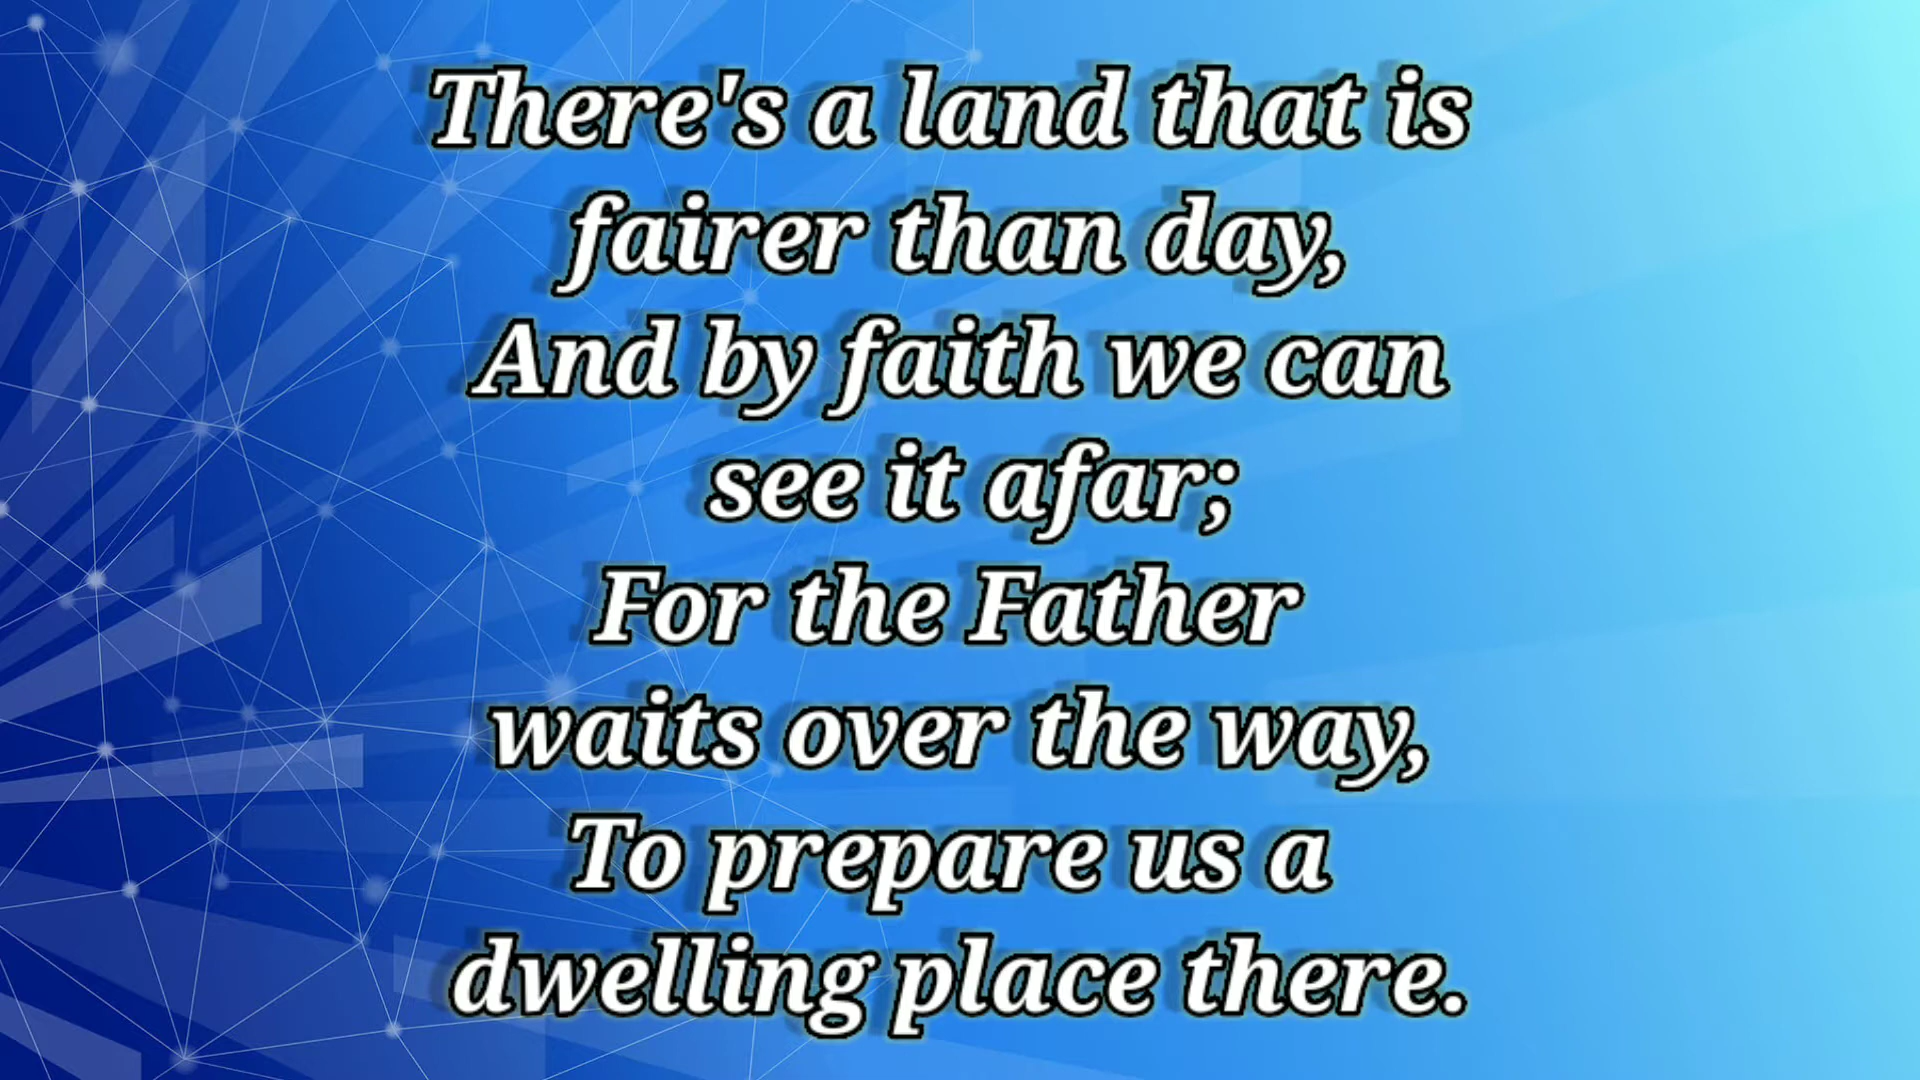 There's a land that is
fairer than day,
And by faith we can
see it afar;
For the Father
waits over the way,
To prepare us a
dwelling place there.